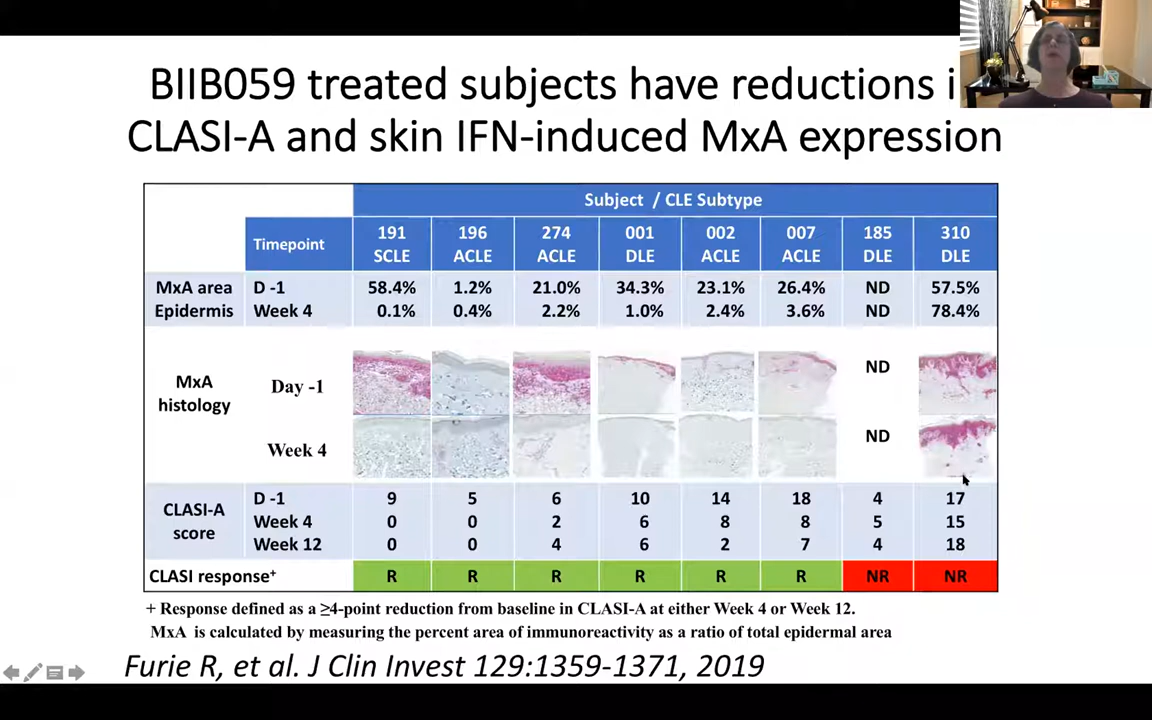 BIIB059 treated subjects have reductions i
CLASI-A and skin IFN-induced MxA expression
Subject / CLE Subtype
Timepoint 191 196 274 001 002 007 185 310
SCLE ACLE ACLE DLE ACLE ACLE DLE DLE
MxA area D -1 58.4% 1.2% 21.0% 34.3% 23.1% 26.4% ND 57.5%
Epidermis Week 4 0.1% 0.4% 2.2% 1.0% 2.4% 3.6% ND 78.4%
MxA histology
Day -1 ND
Week 4 ND
CLASI-A score
D -1 9 5 6 10 14 18 4 17
Week 4 0 0 2 6 8 8 5 15
Week 12 0 0 4 6 2 7 4 18
CLASI response+ R R R R R R NR NR
+ Response defined as a ≥4-point reduction from baseline in CLASI-A at either Week 4 or Week 12.
MxA is calculated by measuring the percent area of immunoreactivity as a ratio of total epidermal area
Furie R, et al. J Clin Invest 129:1359-1371, 2019